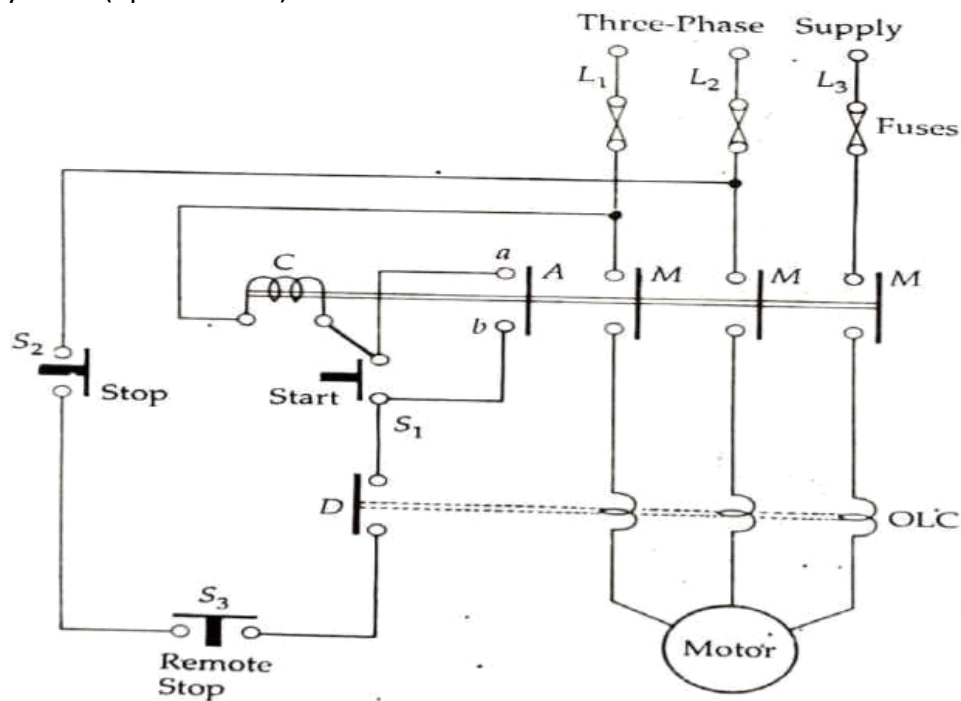 Three-Phase Supply
L1 L2 L3
Fuses
C
a
A M M M
b
S2
Stop
Start
S1
D
OLC
S3
Remote
Stop
Motor